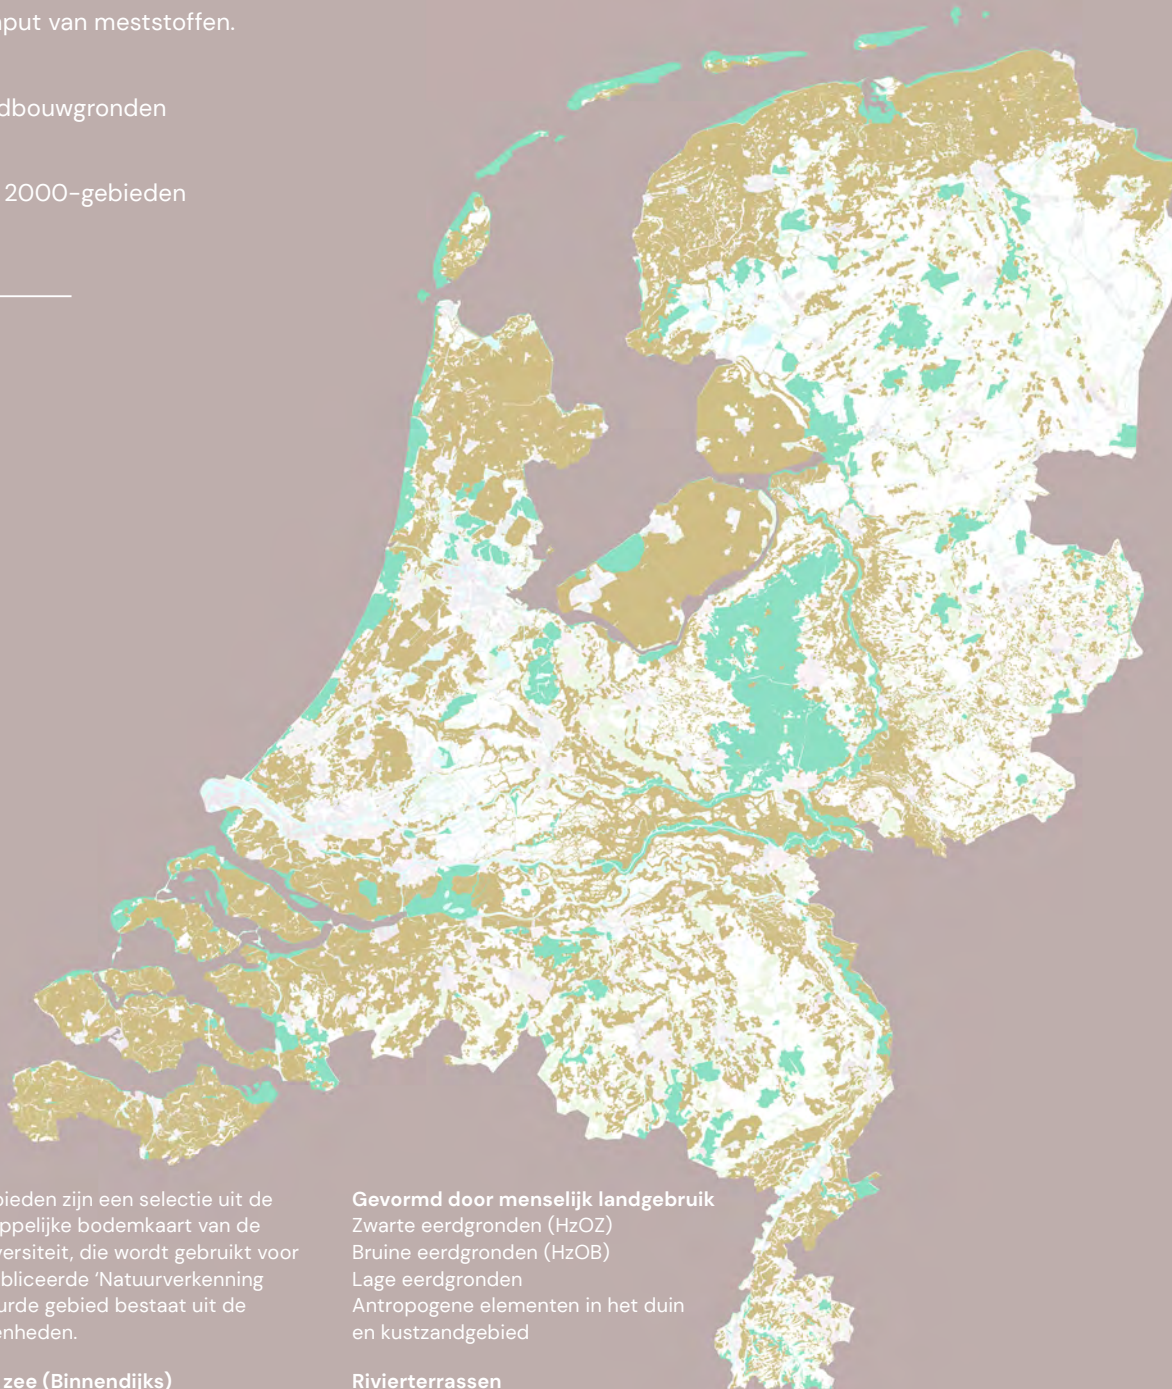 put van meststoffen.
dbouwgronden
2000-gebieden
bieden zijn een selectie uit de
ppelijke bodemkaart van de
versiteit, die wordt gebruikt voor
bliceerde ‘Natuurverkenning
urde gebied bestaat uit de
enheden.
zee (Binnendijks)
Gevormd door menselijk landgebruik
Zwarte eerdgronden (HzOZ)
Bruine eerdgronden (HzOB)
Lage eerdgronden
Antropogene elementen in het duin
en kustzandgebied
Rivierterrassen